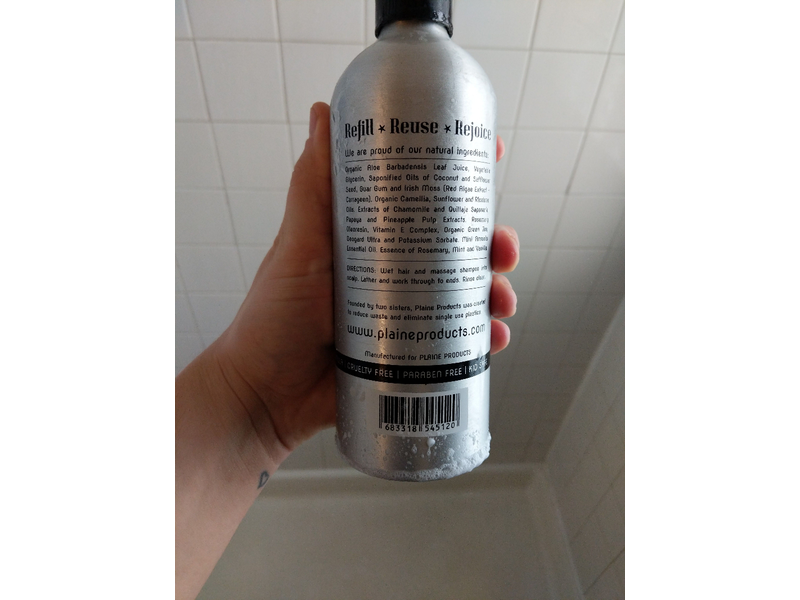 Refill ★ Reuse ★ Rejoice
We are proud of our natural ingredients:
Organic Aloe Barbadensis Leaf Juice, Vegetable
Glycerin, Saponified Oils of Coconut and Safflower
Seed, Guar Gum and Irish Moss (Red Algae Extract -
Organic Camellia, Sunflower and
Oils, Extracts of Chamomile and Quillaja Saponaria
Papaya and Pineapple Pulp Extracts Rosemary
Oleoresin, Vitamin E Complex, Organic Green Tea,
Geogard Ultra and Potassium Sorbate, Mint
Essential Oil, Essence of Rosemary, Mint and Vanilla
DIRECTIONS: Wet hair and massage shampoo into
scalp. Lather and work through to ends. Rinse clean.
Founded by two sisters, Plaine Products was created
to reduce waste and eliminate single use plastics.
www.plaineproducts.com
Manufactured for PLAINE PRODUCTS
CRUELTY FREE | PARABEN FREE |
683318 545120